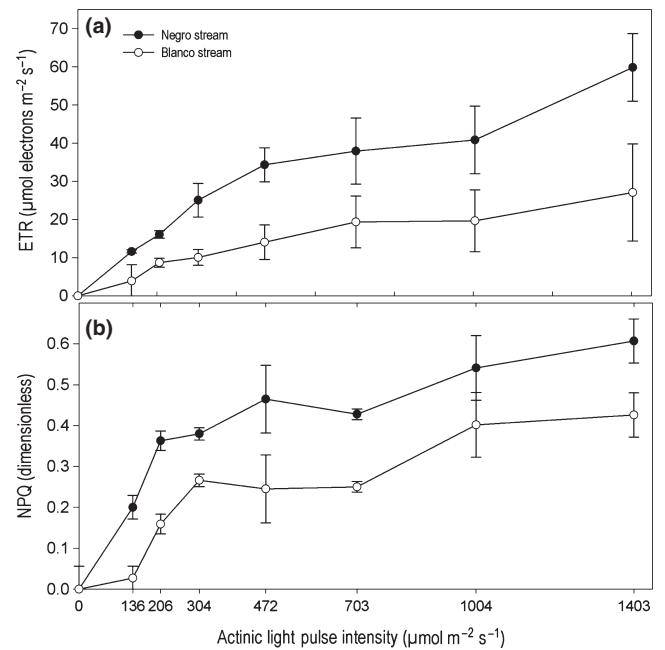 (a)
Negro stream
Blanco stream
70
60
50
40
30
20
10
0
ETR (µmol electrons m⁻² s⁻¹)
(b)
0.6
0.5
0.4
0.3
0.2
0.1
0.0
NPQ (dimensionless)
0 136 206 304 472 703 1004 1403
Actinic light pulse intensity (µmol m⁻² s⁻¹)